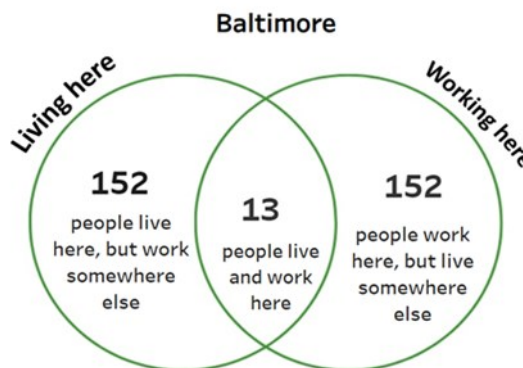 Baltimore
Living here
Working here
152
people live
here, but work
somewhere
else
13
people live
and work
here
152
people work
here, but live
somewhere
else